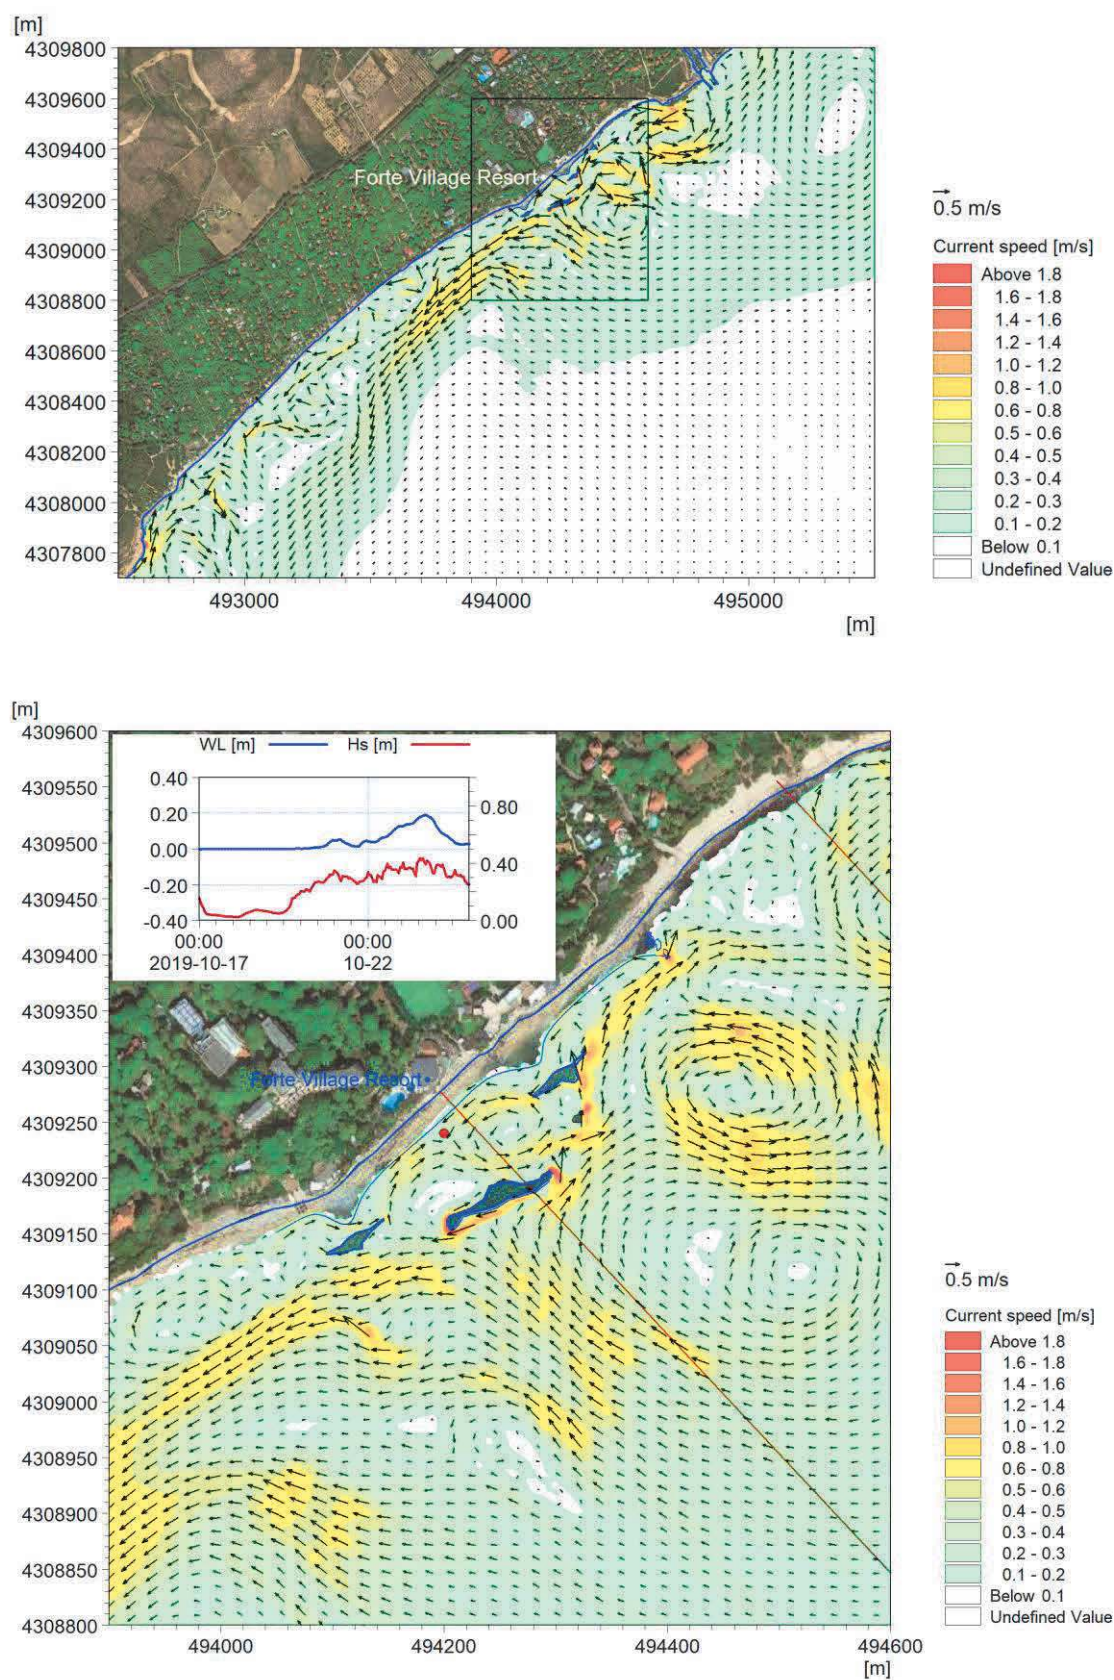 [m]
4309800
4309600
4309400
4309200
4309000
4308800
4308600
4308400
4308200
4308000
4307800
Forte Village Resort
493000 494000 495000
[m]
0.5 m/s
Current speed [m/s]
Above 1.8
1.6 - 1.8
1.4 - 1.6
1.2 - 1.4
1.0 - 1.2
0.8 - 1.0
0.6 - 0.8
0.5 - 0.6
0.4 - 0.5
0.3 - 0.4
0.2 - 0.3
0.1 - 0.2
Below 0.1
Undefined Value
[m]
4309600
4309550
4309500
4309450
4309400
4309350
4309300
4309250
4309200
4309150
4309100
4309050
4309000
4308950
4308900
4308850
4308800
WL [m] Hs [m]
0.40
0.20
0.00
-0.20
-0.40
0.80
0.40
0.00
00:00 00:00
2019-10-17 10-22
Forte Village Resort
494000 494200 494400 494600
[m]
0.5 m/s
Current speed [m/s]
Above 1.8
1.6 - 1.8
1.4 - 1.6
1.2 - 1.4
1.0 - 1.2
0.8 - 1.0
0.6 - 0.8
0.5 - 0.6
0.4 - 0.5
0.3 - 0.4
0.2 - 0.3
0.1 - 0.2
Below 0.1
Undefined Value